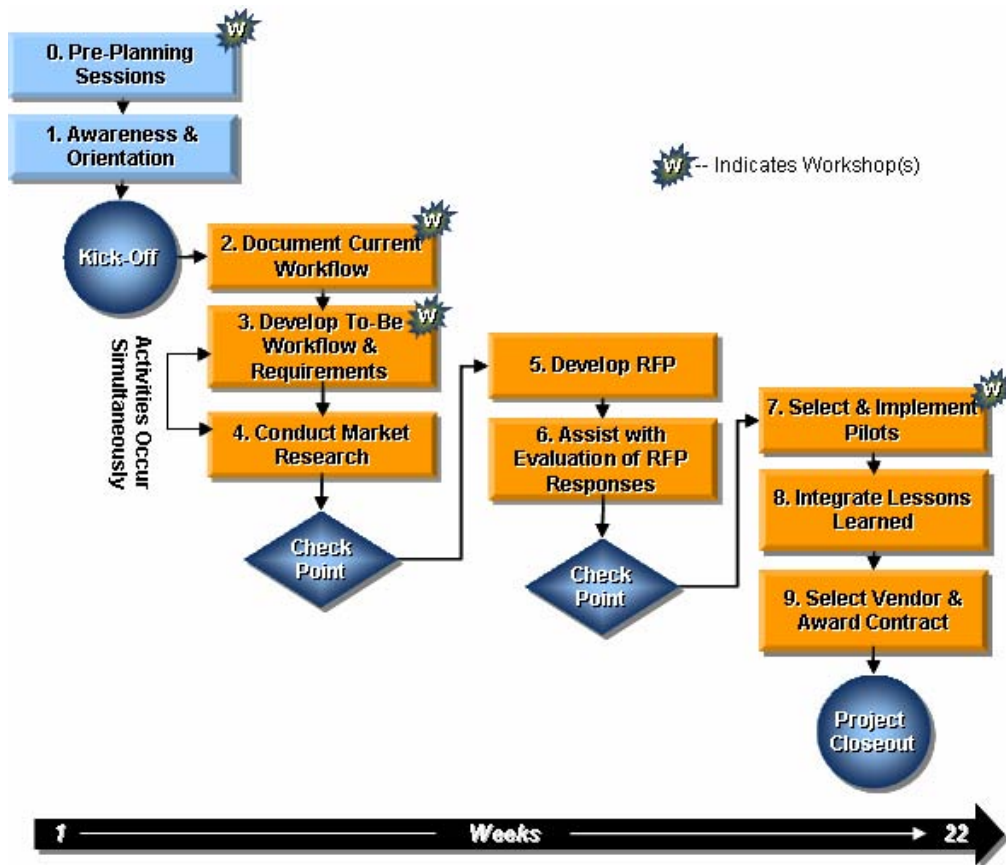 W
0. Pre-Planning
Sessions
1. Awareness &
Orientation
W -- Indicates Workshop(s)
Kick-Off
W
2. Document Current
Workflow
W
3. Develop To-Be
Workflow &
Requirements
Activities Occur
Simultaneously
4. Conduct Market
Research
Check
Point
5. Develop RFP
6. Assist with
Evaluation of RFP
Responses
Check
Point
W
7. Select & Implement
Pilots
8. Integrate Lessons
Learned
9. Select Vendor &
Award Contract
Project
Closeout
1 Weeks 22